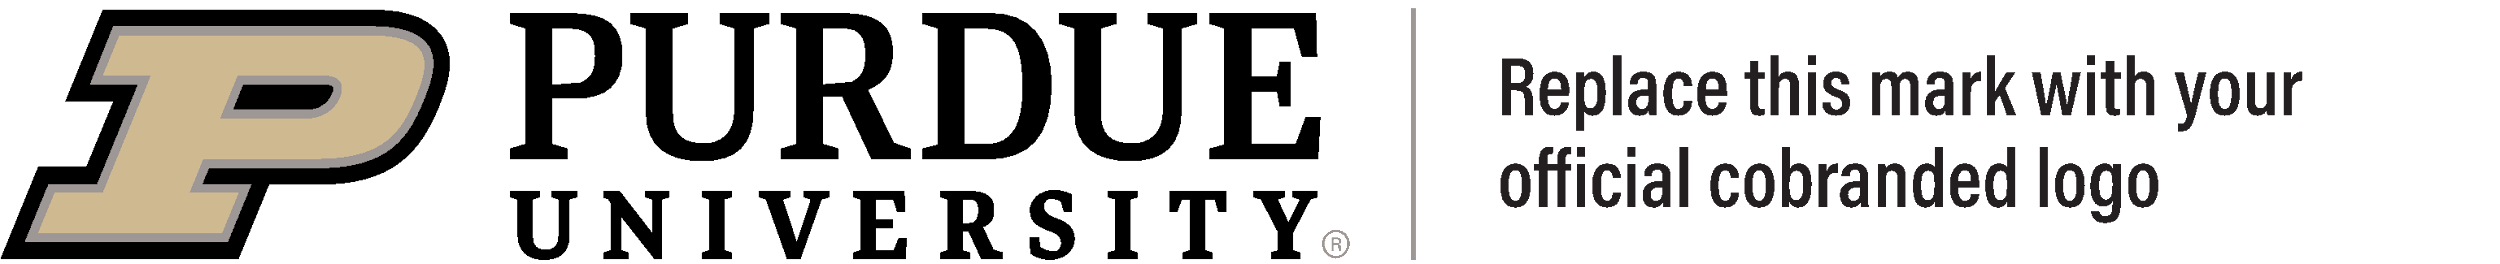 P
PURDUE
UNIVERSITY®
Replace this mark with your
official cobranded logo